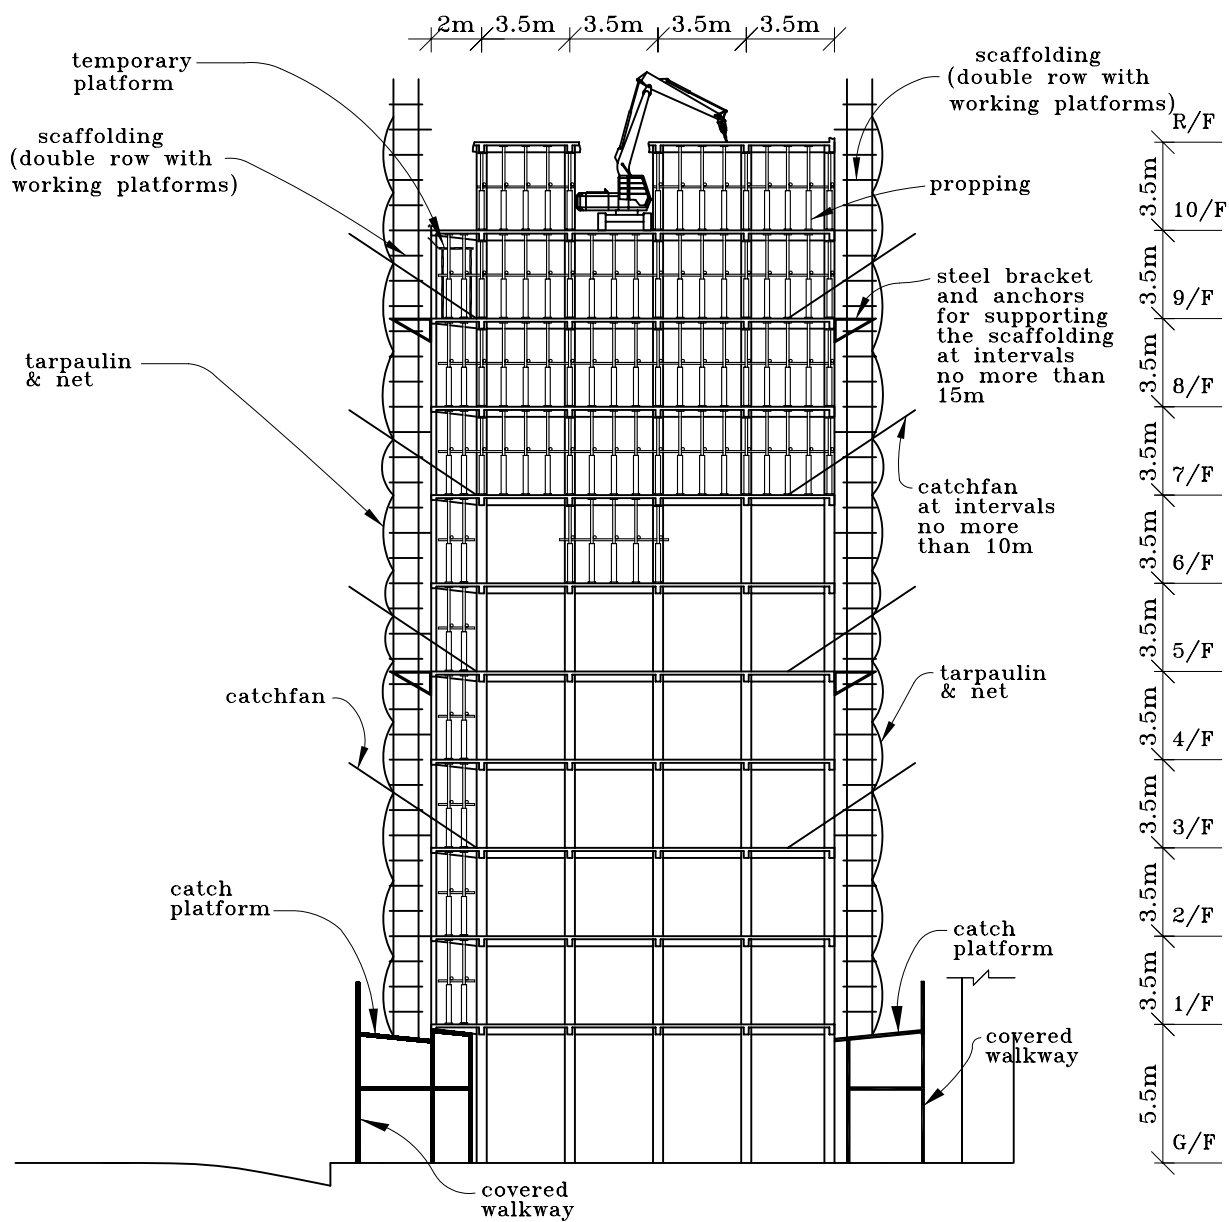 2m 3.5m 3.5m 3.5m 3.5m
temporary
platform
scaffolding
(double row with
working platforms)
scaffolding
(double row with
working platforms)
R/F
3.5m
propping
10/F
3.5m
steel bracket
and anchors
for supporting
the scaffolding
at intervals
no more than
15m
9/F
3.5m
tarpaulin
& net
8/F
3.5m
7/F
catchfan
at intervals
no more
than 10m
3.5m
6/F
3.5m
5/F
tarpaulin
& net
catchfan
3.5m
4/F
3.5m
3/F
catch
platform
3.5m
2/F
catch
platform
3.5m
1/F
covered
walkway
5.5m
G/F
covered
walkway